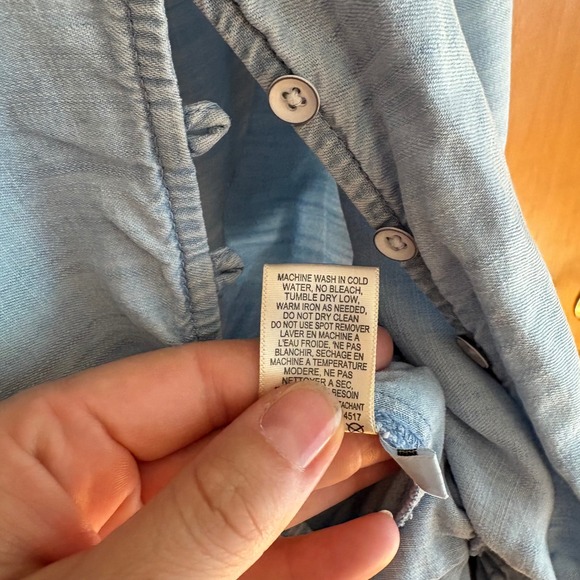 MACHINE WASH IN COLD
WATER, NO BLEACH,
TUMBLE DRY LOW,
WARM IRON AS NEEDED,
DO NOT DRY CLEAN
DO NOT USE SPOT REMOVER
LAVER EN MACHINE A
L'EAU FROIDE, 'NE PAS
BLANCHIR, SECHAGE EN
MACHINE A TEMPERATURE
MODERE, NE PAS
NETTOYER A SEC,
BESOIN
TACHANT
4517